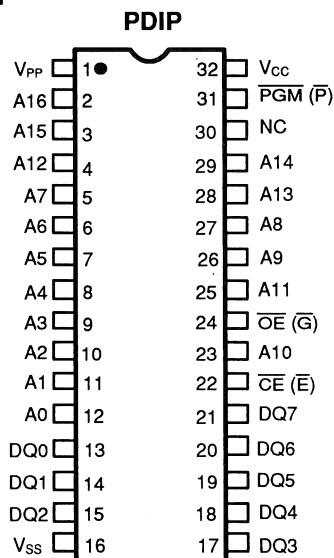 PDIP
VPP 1 32 VCC
A16 2 31 PGM (P)
A15 3 30 NC
A12 4 29 A14
A7 5 28 A13
A6 6 27 A8
A5 7 26 A9
A4 8 25 A11
A3 9 24 OE (G)
A2 10 23 A10
A1 11 22 CE (E)
A0 12 21 DQ7
DQ0 13 20 DQ6
DQ1 14 19 DQ5
DQ2 15 18 DQ4
VSS 16 17 DQ3